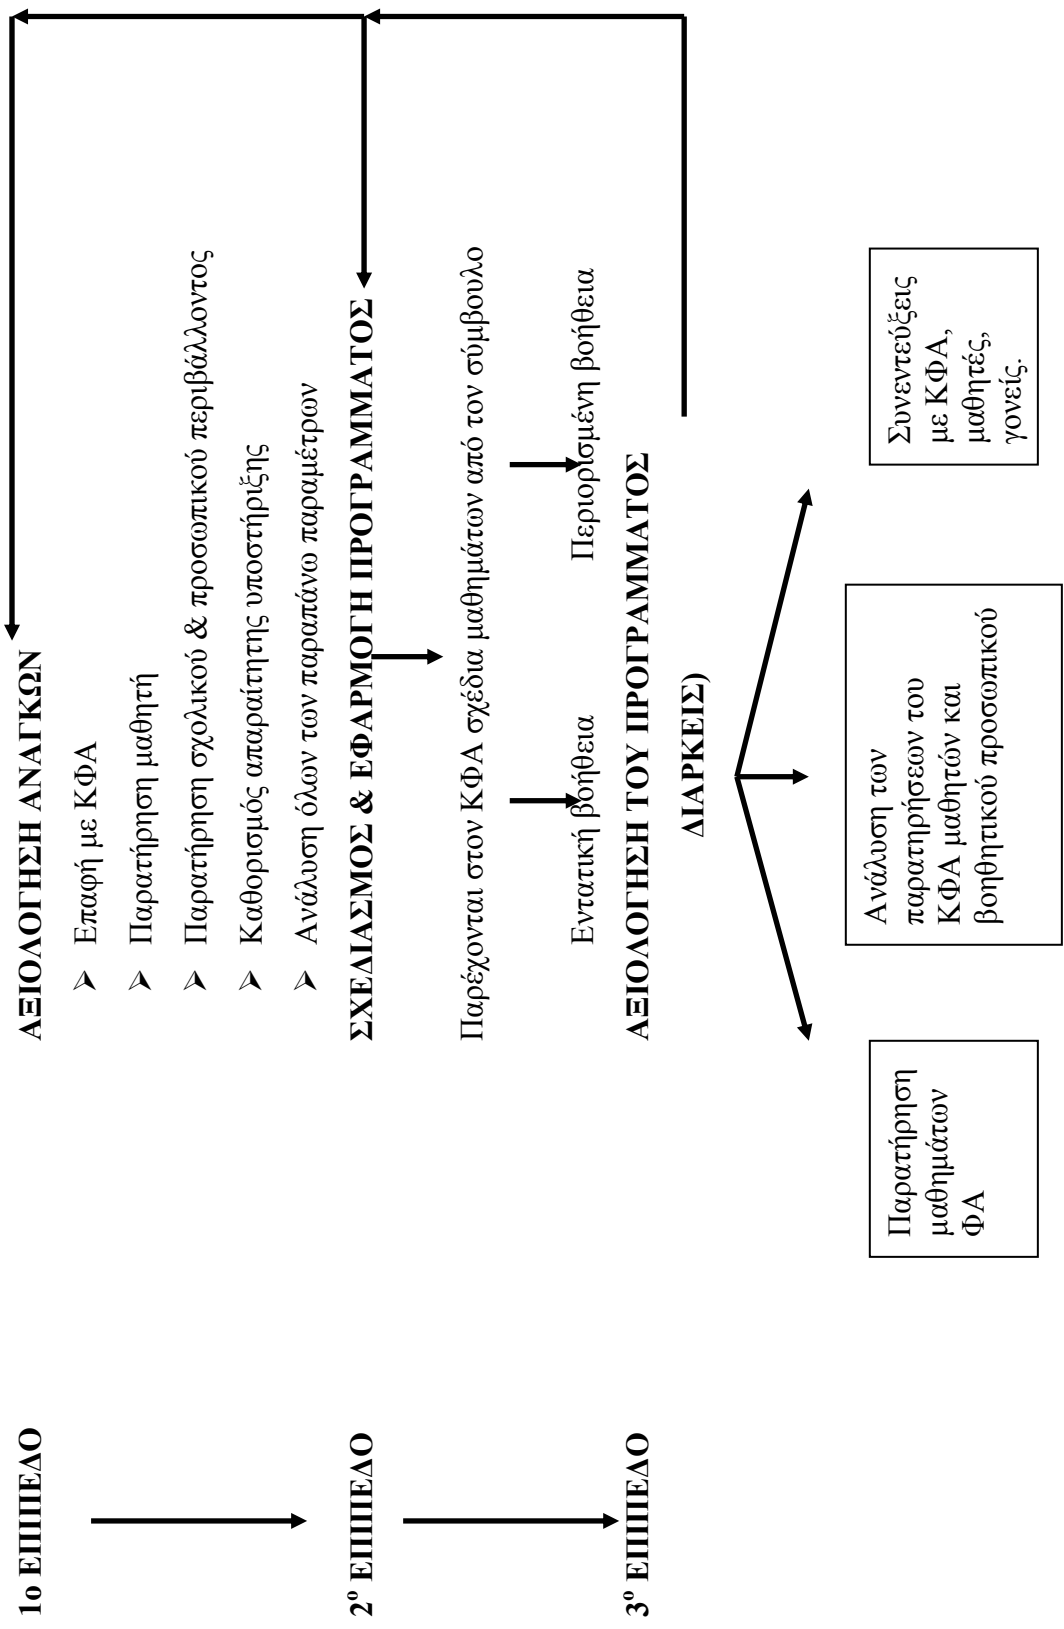 1ο ΕΠΙΠΕΔΟ
ΑΞΙΟΛΟΓΗΣΗ ΑΝΑΓΚΩΝ
Επαφή με ΚΦΑ
Παρατήρηση μαθητή
Παρατήρηση σχολικού & προσωπικού περιβάλλοντος
Καθορισμός απαραίτητης υποστήριξης
Ανάλυση όλων των παραπάνω παραμέτρων
2ο ΕΠΙΠΕΔΟ
ΣΧΕΔΙΑΣΜΟΣ & ΕΦΑΡΜΟΓΗ ΠΡΟΓΡΑΜΜΑΤΟΣ
Παρέχονται στον ΚΦΑ σχέδια μαθημάτων από τον σύμβουλο
Εντατική βοήθεια
Περιορισμένη βοήθεια
3ο ΕΠΙΠΕΔΟ
ΑΞΙΟΛΟΓΗΣΗ ΤΟΥ ΠΡΟΓΡΑΜΜΑΤΟΣ
ΔΙΑΡΚΕΙΣ)
Παρατήρηση
μαθημάτων
ΦΑ
Ανάλυση των
παρατηρήσεων του
ΚΦΑ μαθητών και
βοηθητικού προσωπικού
Συνεντεύξεις
με ΚΦΑ,
μαθητές,
γονείς.